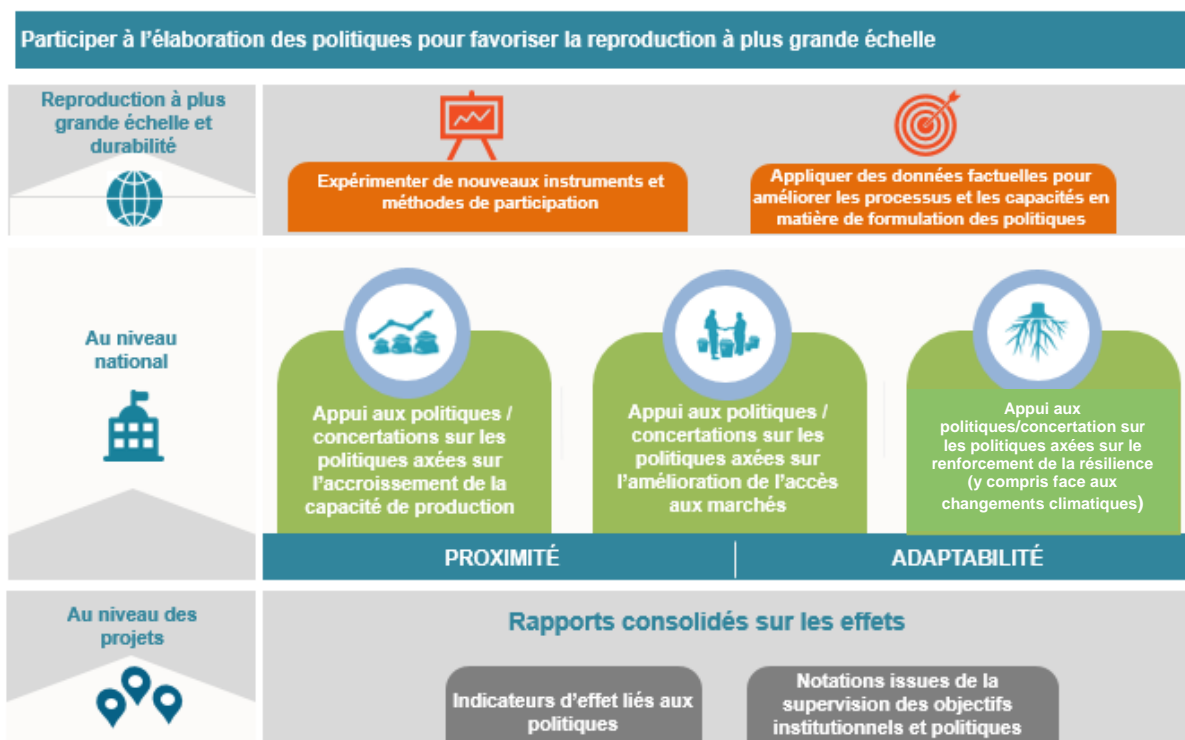 Participer à l'élaboration des politiques pour favoriser la reproduction à plus grande échelle
Reproduction à plus
grande échelle et
durabilité
Expérimenter de nouveaux instruments et
méthodes de participation
Appliquer des données factuelles pour
améliorer les processus et les capacités en
matière de formulation des politiques
Au niveau
national
Appui aux politiques /
concertations sur les
politiques axées sur
l'accroissement de la
capacité de production
Appui aux politiques /
concertations sur les
politiques axées sur
l'amélioration de l'accès
aux marchés
Appui aux
politiques/concertation sur
les politiques axées sur le
renforcement de la résilience
(y compris face aux
changements climatiques)
PROXIMITÉ
ADAPTABILITÉ
Au niveau des
projets
Rapports consolidés sur les effets
Indicateurs d'effet liés aux
politiques
Notations issues de la
supervision des objectifs
institutionnels et politiques